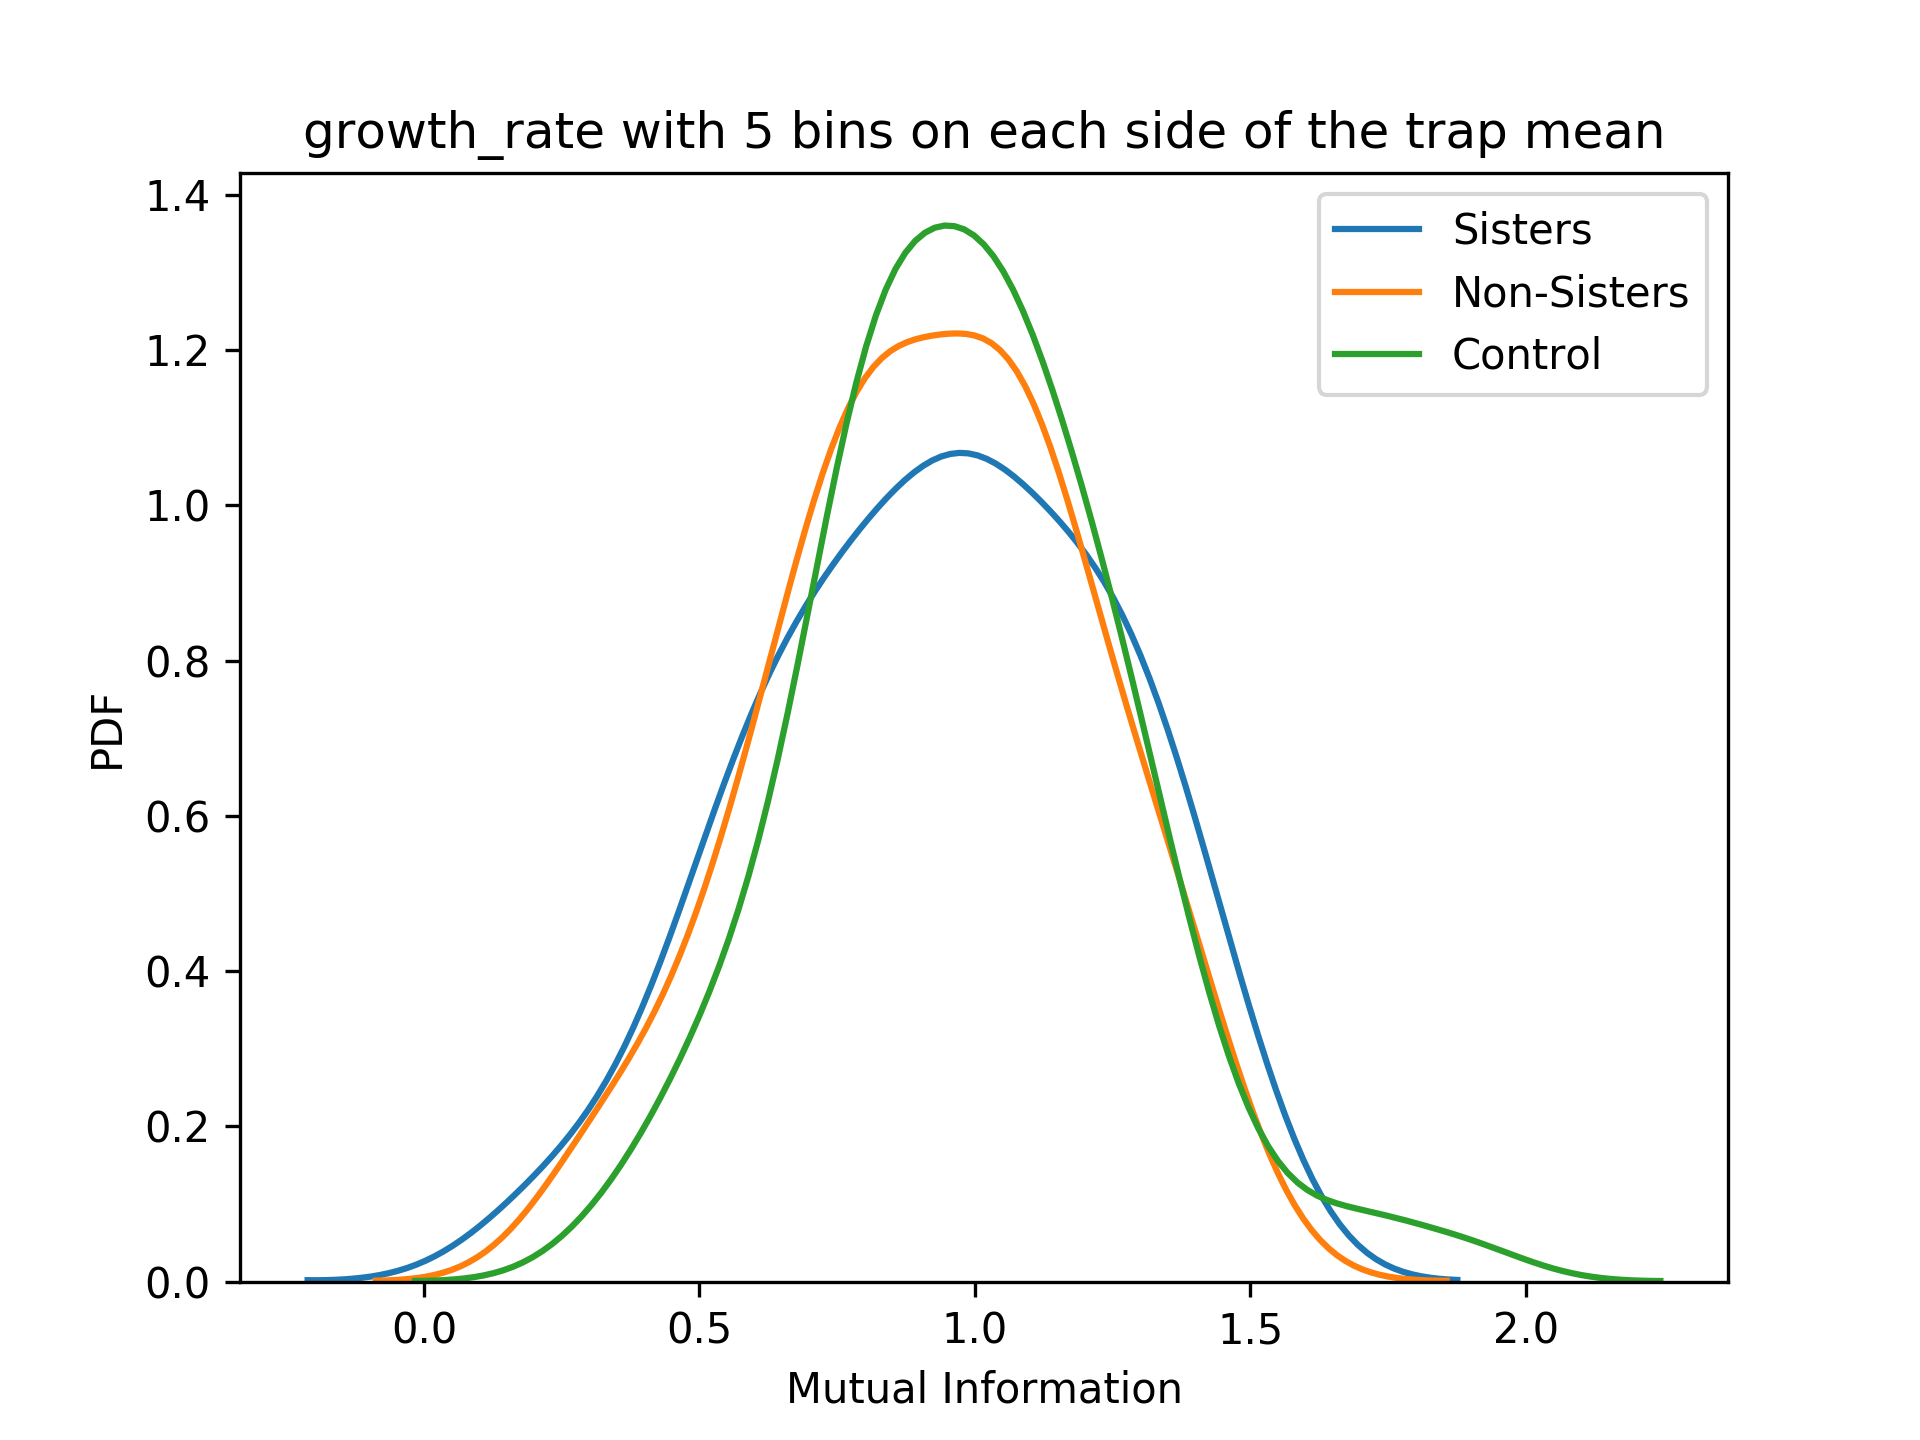 growth_rate with 5 bins on each side of the trap mean
1.4
1.2
1.0
0.8
0.6
0.4
0.2
0.0
PDF
Sisters
Non-Sisters
Control
0.0 0.5 1.0 1.5 2.0
Mutual Information